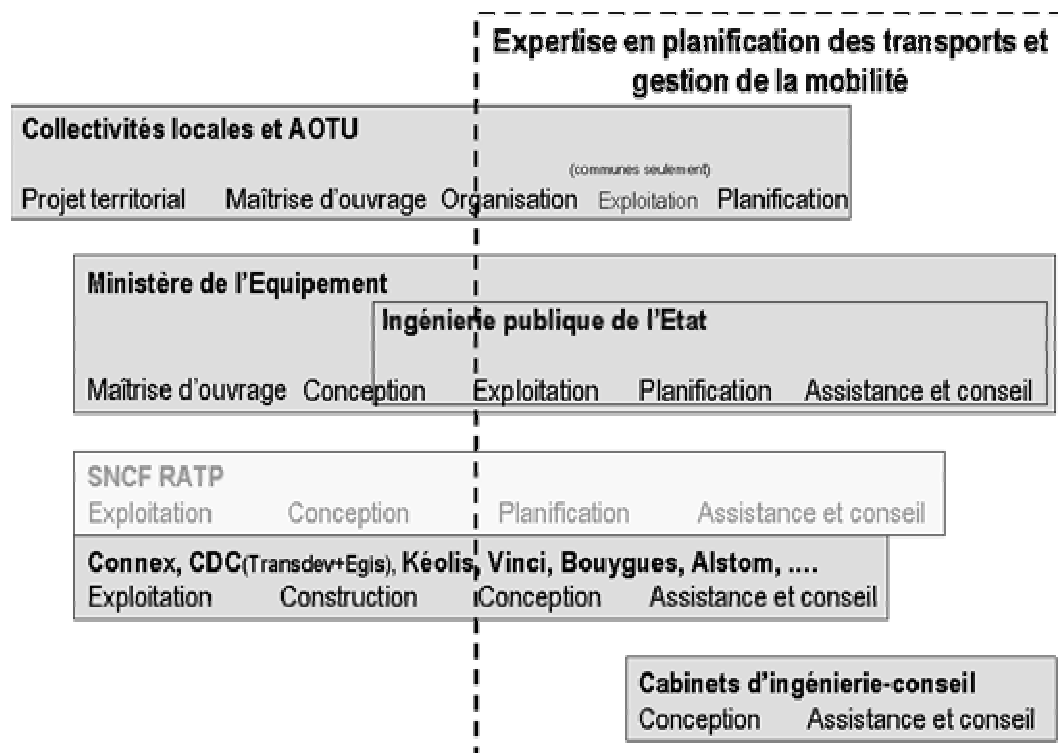 Expertise en planification des transports et
gestion de la mobilité
Collectivités locales et AOTU
(communes seulement)
Projet territorial Maîtrise d'ouvrage Organisation Exploitation Planification
Ministère de l'Equipement
Ingénierie publique de l'Etat
Maîtrise d'ouvrage Conception Exploitation Planification Assistance et conseil
SNCF RATP
Exploitation Conception Planification Assistance et conseil
Connex, CDC(Transdev+Egis), Kéolis, Vinci, Bouygues, Alstom, ....
Exploitation Construction Conception Assistance et conseil
Cabinets d'ingénierie-conseil
Conception Assistance et conseil